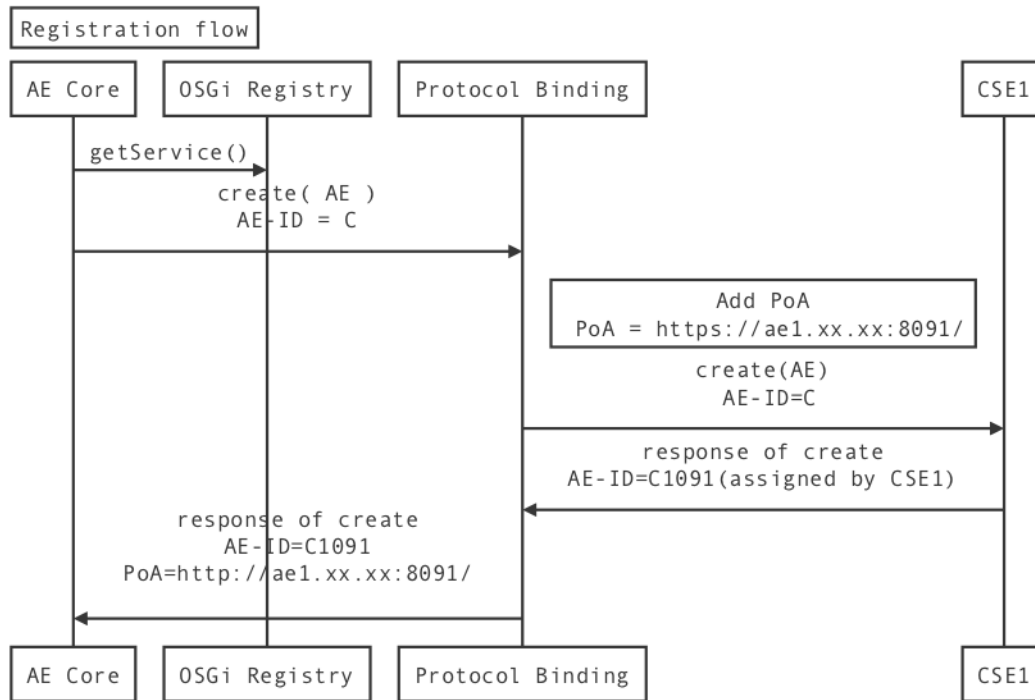 Registration flow
AE Core
OSGi Registry
Protocol Binding
CSE1
getService()
create( AE )
AE-ID = C
Add PoA
PoA = https://ae1.xx.xx:8091/
create(AE)
AE-ID=C
response of create
AE-ID=C1091(assigned by CSE1)
response of create
AE-ID=C1091
PoA=http://ae1.xx.xx:8091/
AE Core
OSGi Registry
Protocol Binding
CSE1